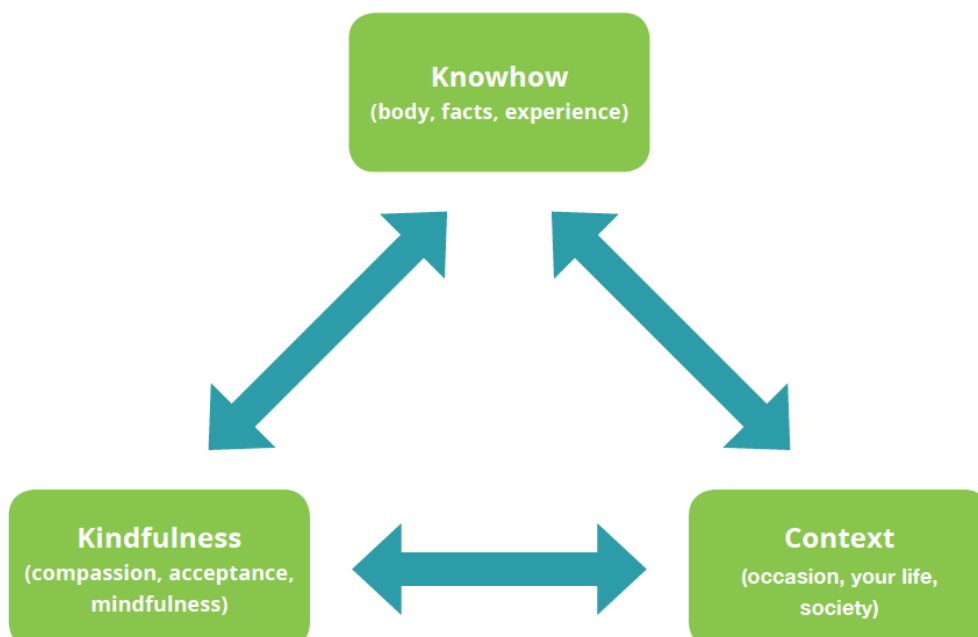 Knowhow
(body, facts, experience)
Kindfulness
(compassion, acceptance,
mindfulness)
Context
(occasion, your life,
society)